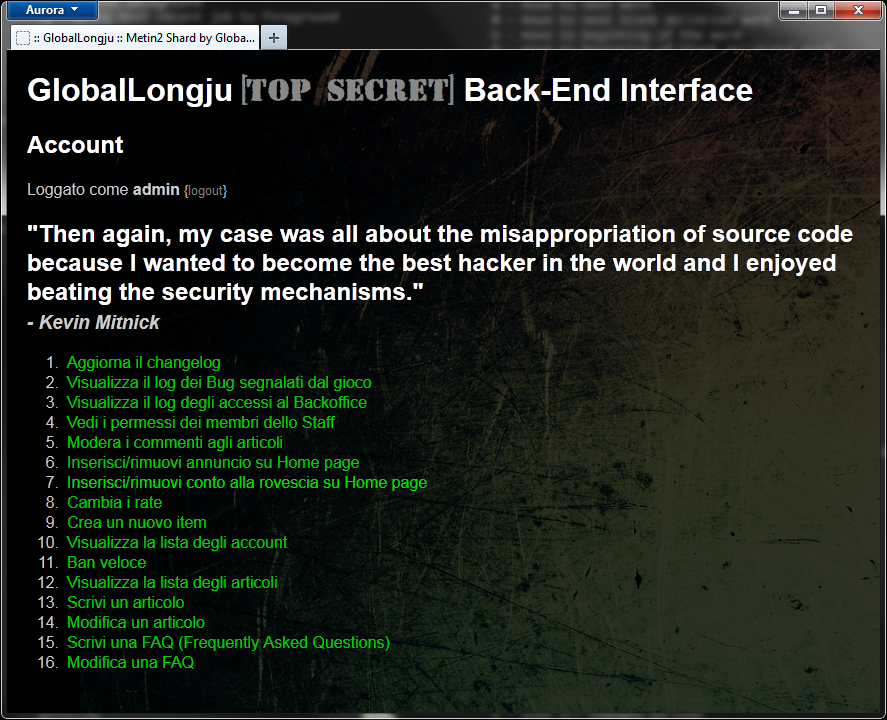 Aurora
:: GlobalLongju :: Metin2 Shard by Globa...
GlobalLongju [TOP SECRET] Back-End Interface
Account
Loggato come admin {logout}
"Then again, my case was all about the misappropriation of source code
because I wanted to become the best hacker in the world and I enjoyed
beating the security mechanisms."
- Kevin Mitnick
1. Aggiorna il changelog
2. Visualizza il log dei Bug segnalati dal gioco
3. Visualizza il log degli accessi al Backoffice
4. Vedi i permessi dei membri dello Staff
5. Modera i commenti agli articoli
6. Inserisci/rimuovi annuncio su Home page
7. Inserisci/rimuovi conto alla rovescia su Home page
8. Cambia i rate
9. Crea un nuovo item
10. Visualizza la lista degli account
11. Ban veloce
12. Visualizza la lista degli articoli
13. Scrivi un articolo
14. Modifica un articolo
15. Scrivi una FAQ (Frequently Asked Questions)
16. Modifica una FAQ